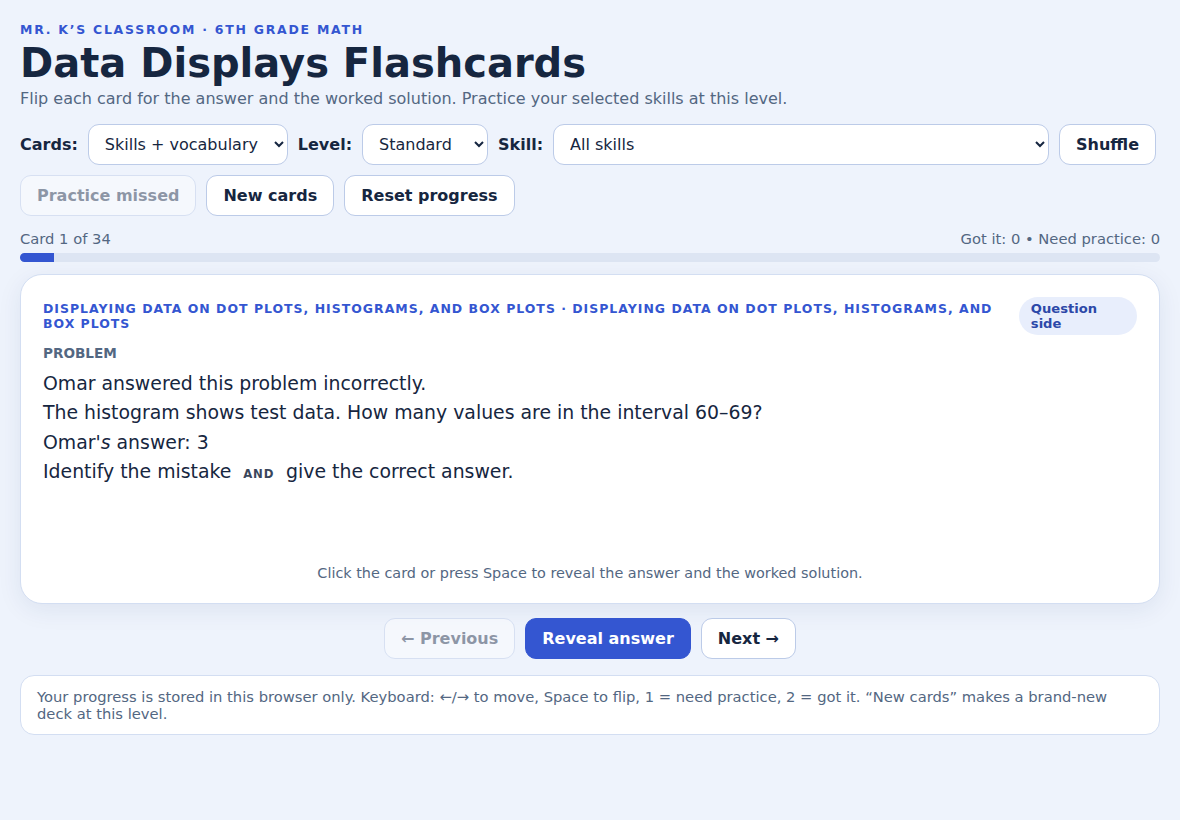 MR. K'S CLASSROOM · 6TH GRADE MATH
Data Displays Flashcards
Flip each card for the answer and the worked solution. Practice your selected skills at this level.
Cards: Skills + vocabulary Level: Standard Skill: All skills Shuffle
Practice missed New cards Reset progress
Card 1 of 34 Got it: 0 • Need practice: 0
DISPLAYING DATA ON DOT PLOTS, HISTOGRAMS, AND BOX PLOTS · DISPLAYING DATA ON DOT PLOTS, HISTOGRAMS, AND
BOX PLOTS
Question
side
PROBLEM
Omar answered this problem incorrectly.
The histogram shows test data. How many values are in the interval 60–69?
Omar's answer: 3
Identify the mistake AND give the correct answer.
Click the card or press Space to reveal the answer and the worked solution.
← Previous Reveal answer Next →
Your progress is stored in this browser only. Keyboard: ←/→ to move, Space to flip, 1 = need practice, 2 = got it. “New cards” makes a brand-new
deck at this level.